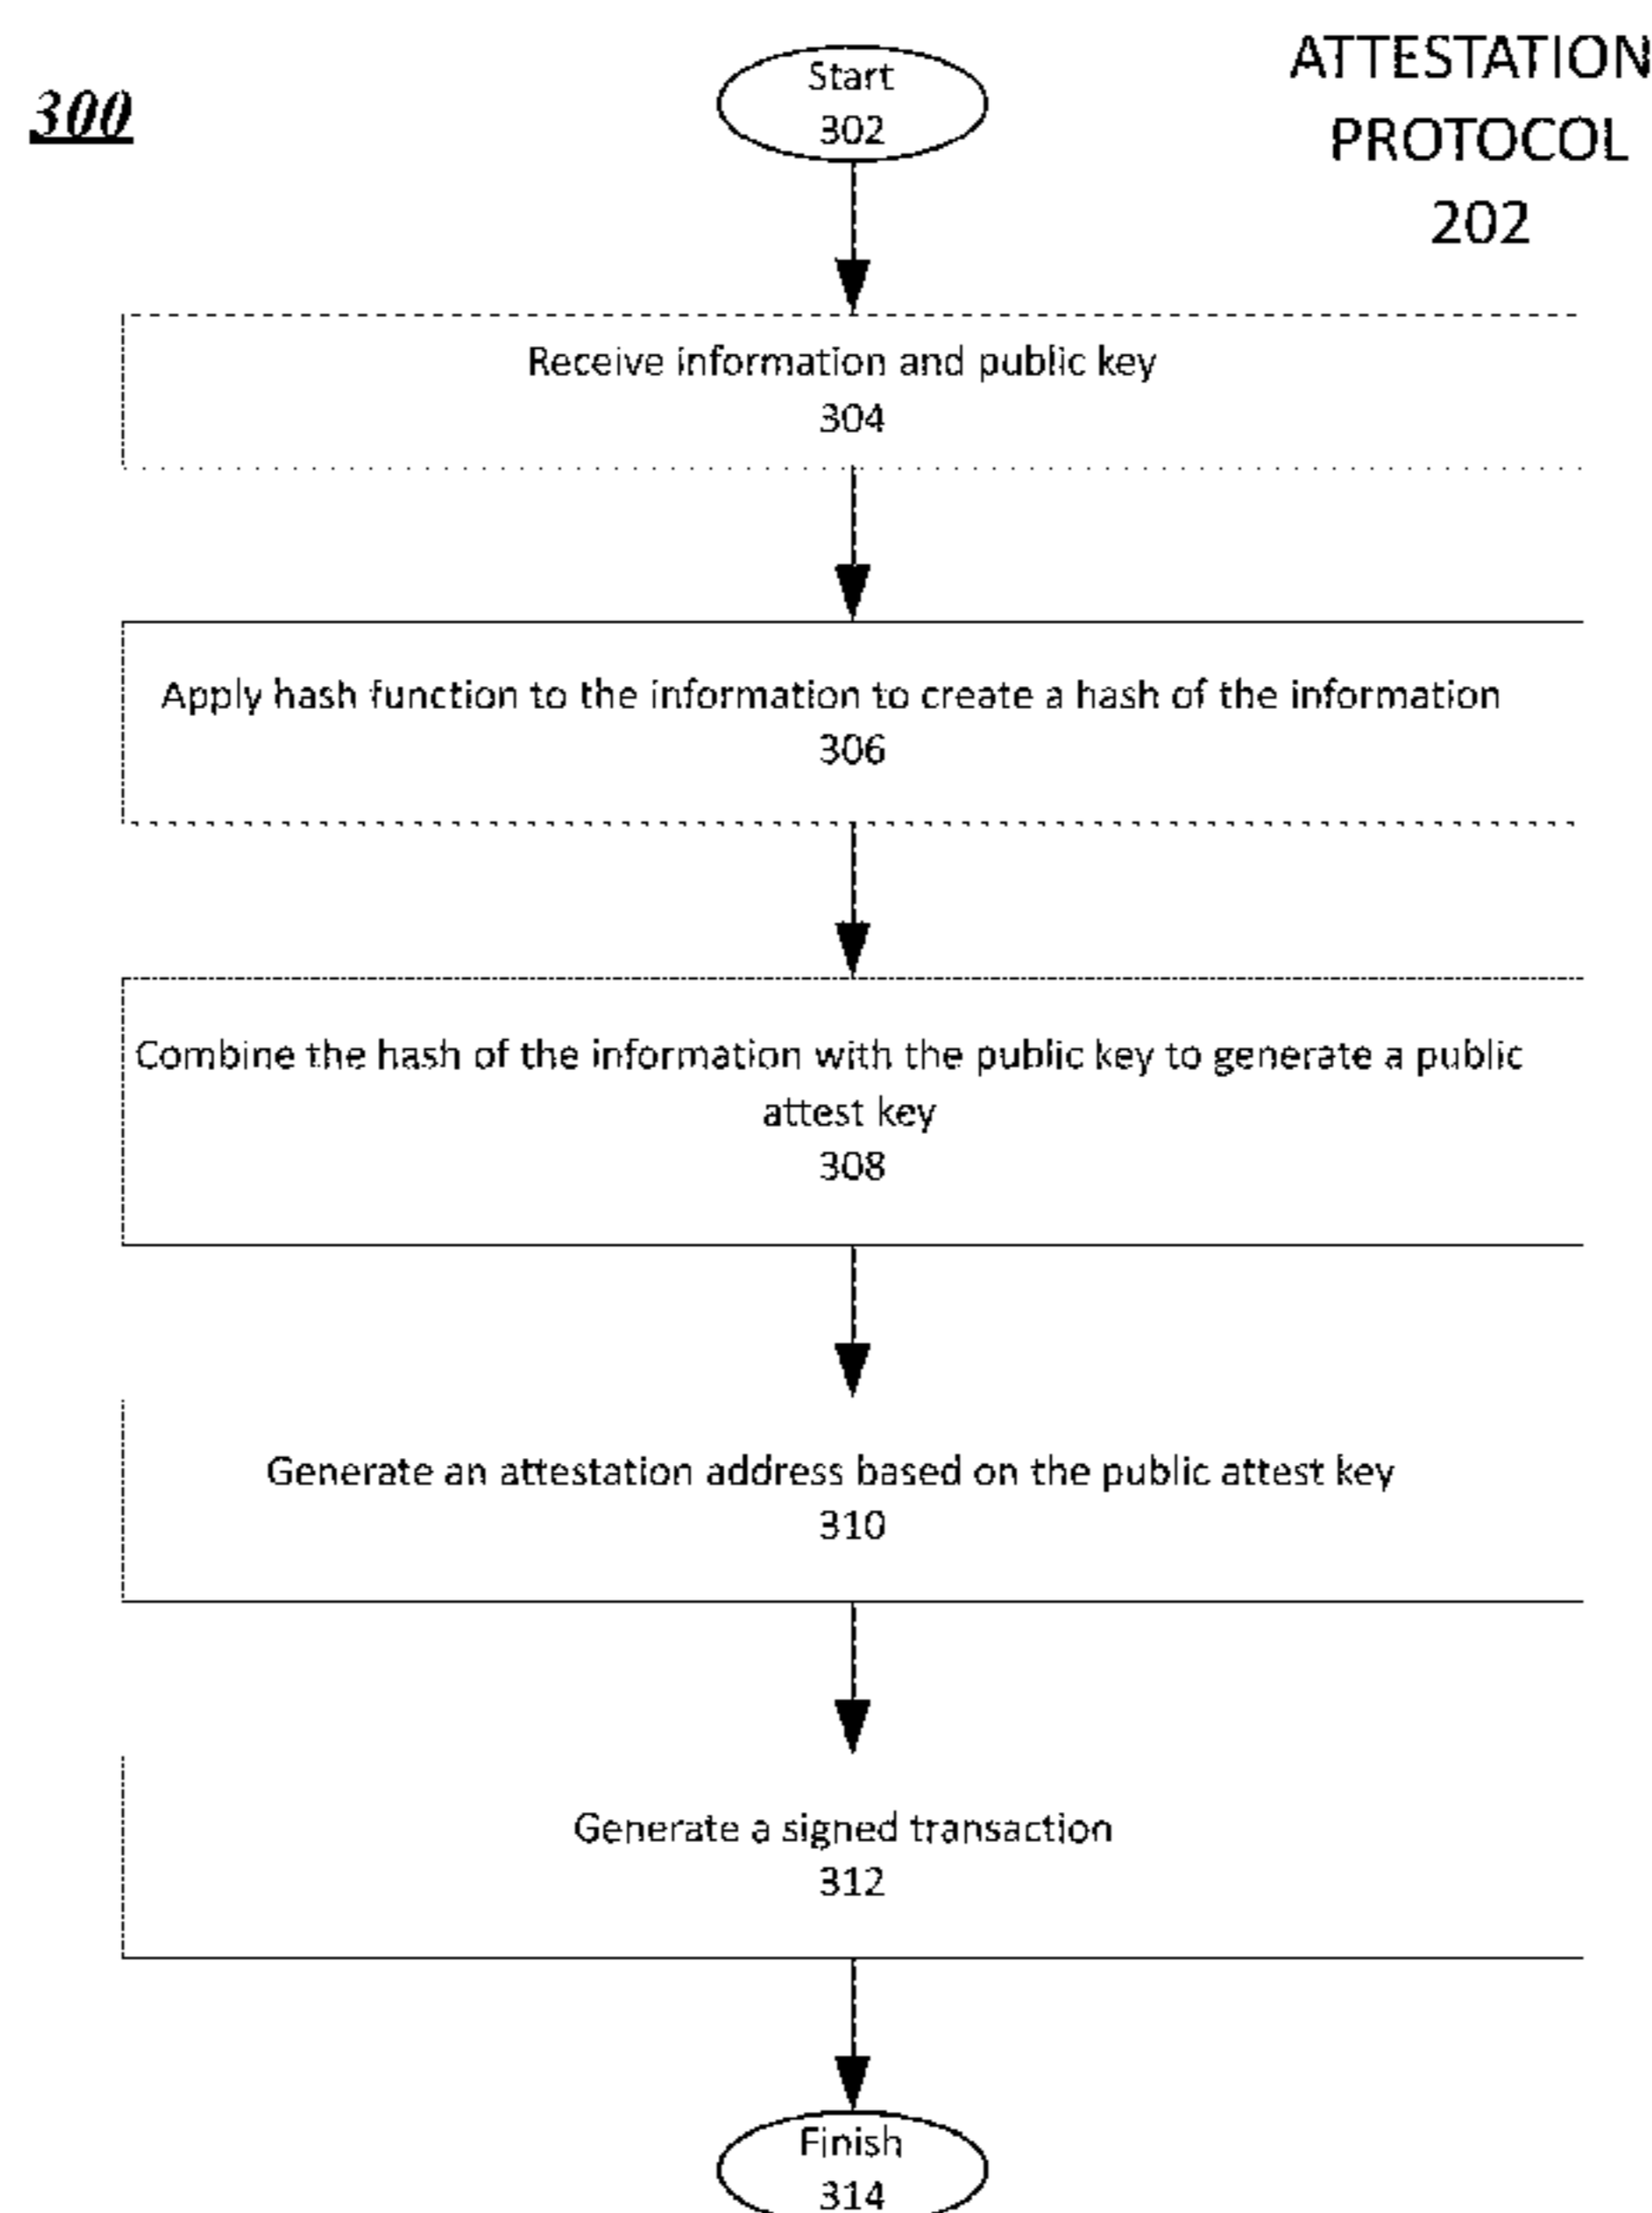 300
ATTESTATION
PROTOCOL
202
Start
302
Receive information and public key
304
Apply hash function to the information to create a hash of the information
306
Combine the hash of the information with the public key to generate a public
attest key
308
Generate an attestation address based on the public attest key
310
Generate a signed transaction
312
Finish
314